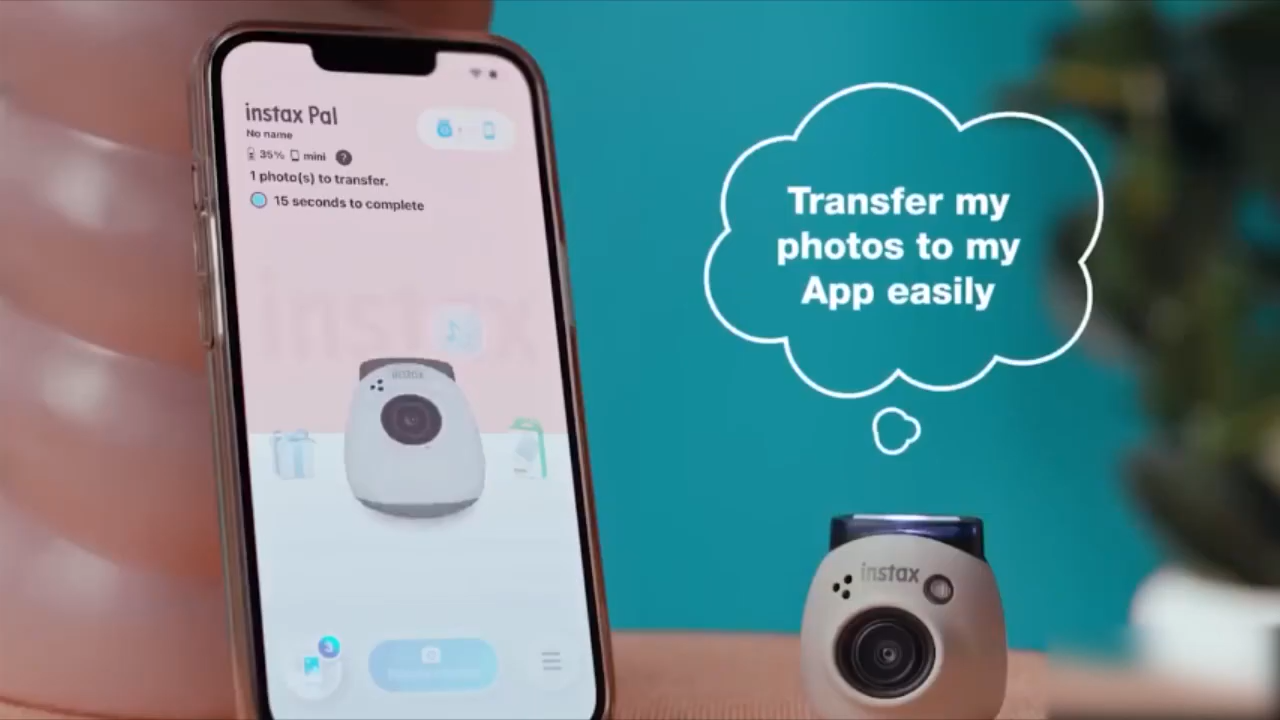 instax Pal
No name
35% mini ?
1 photo(s) to transfer.
15 seconds to complete
instax
instax
Transfer my
photos to my
App easily
instax